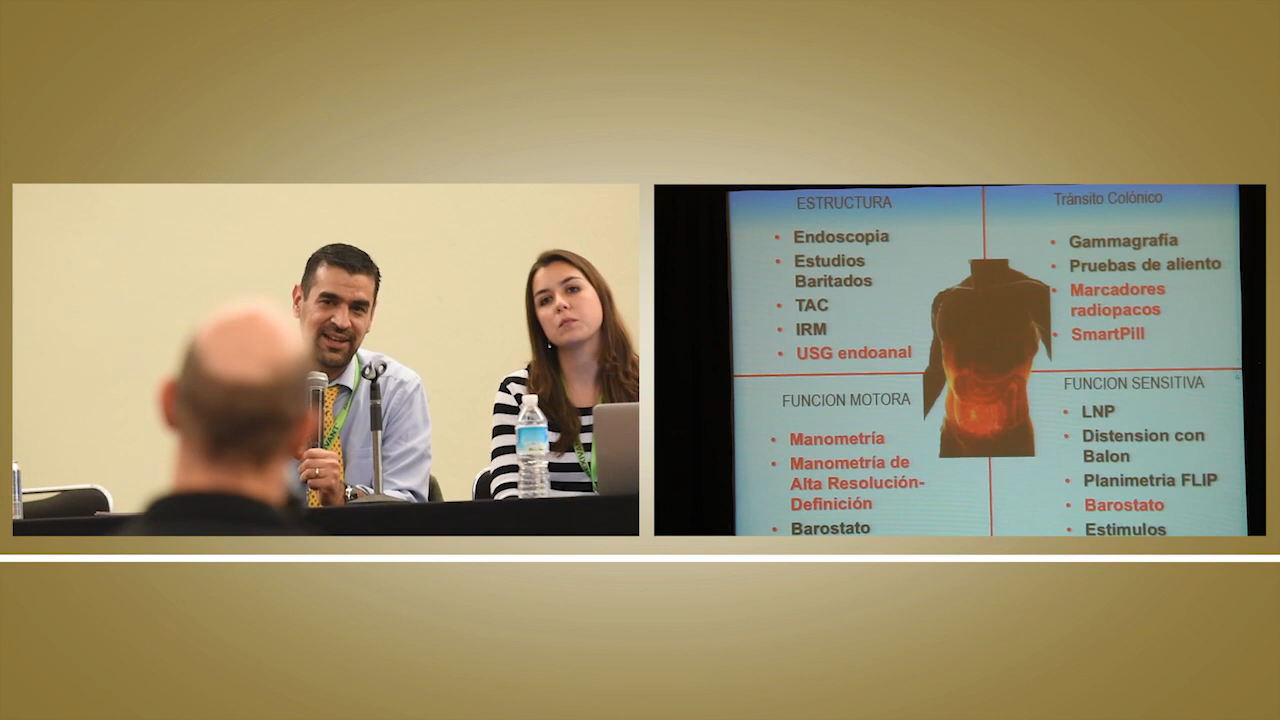 ESTRUCTURA
• Endoscopia
• Estudios
Baritados
• TAC
• IRM
• USG endoanal
Tránsito Colónico
• Gammagrafía
• Pruebas de aliento
• Marcadores
radiopacos
• SmartPill
FUNCION MOTORA
• Manometría
• Manometría de
Alta Resolución-
Definición
• Barostato
FUNCION SENSITIVA
• LNP
• Distension con
Balon
• Planimetria FLIP
• Barostato
• Estimulos